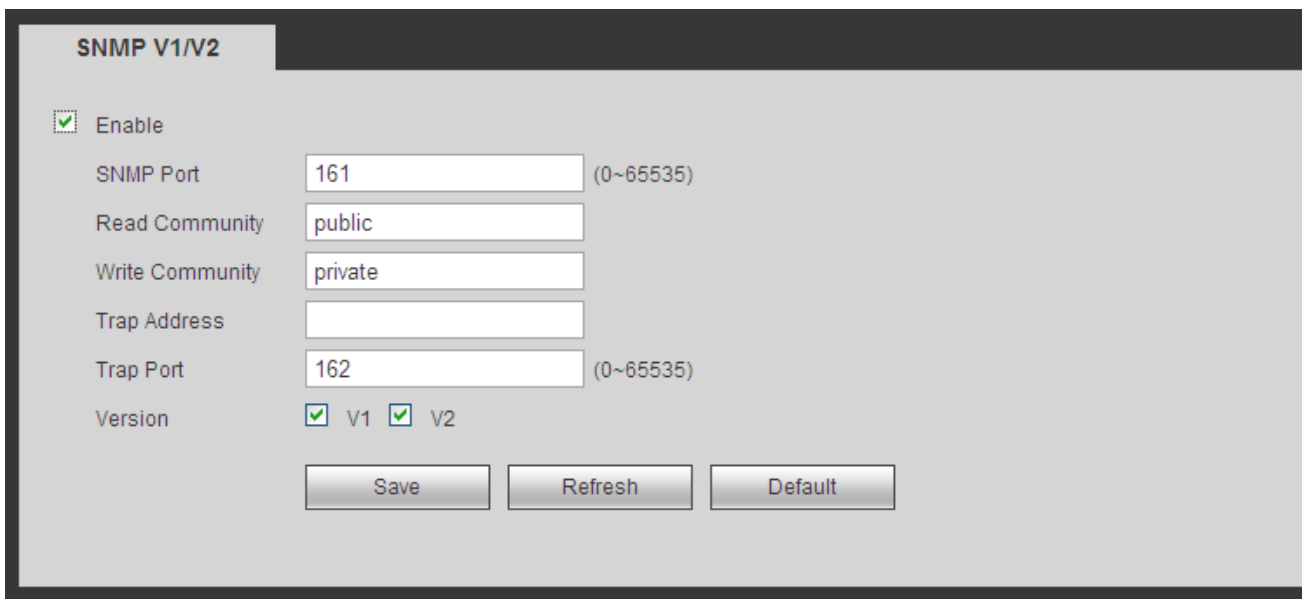 SNMP V1/V2
Enable
SNMP Port 161 (0~65535)
Read Community public
Write Community private
Trap Address
Trap Port 162 (0~65535)
Version V1 V2
Save Refresh Default